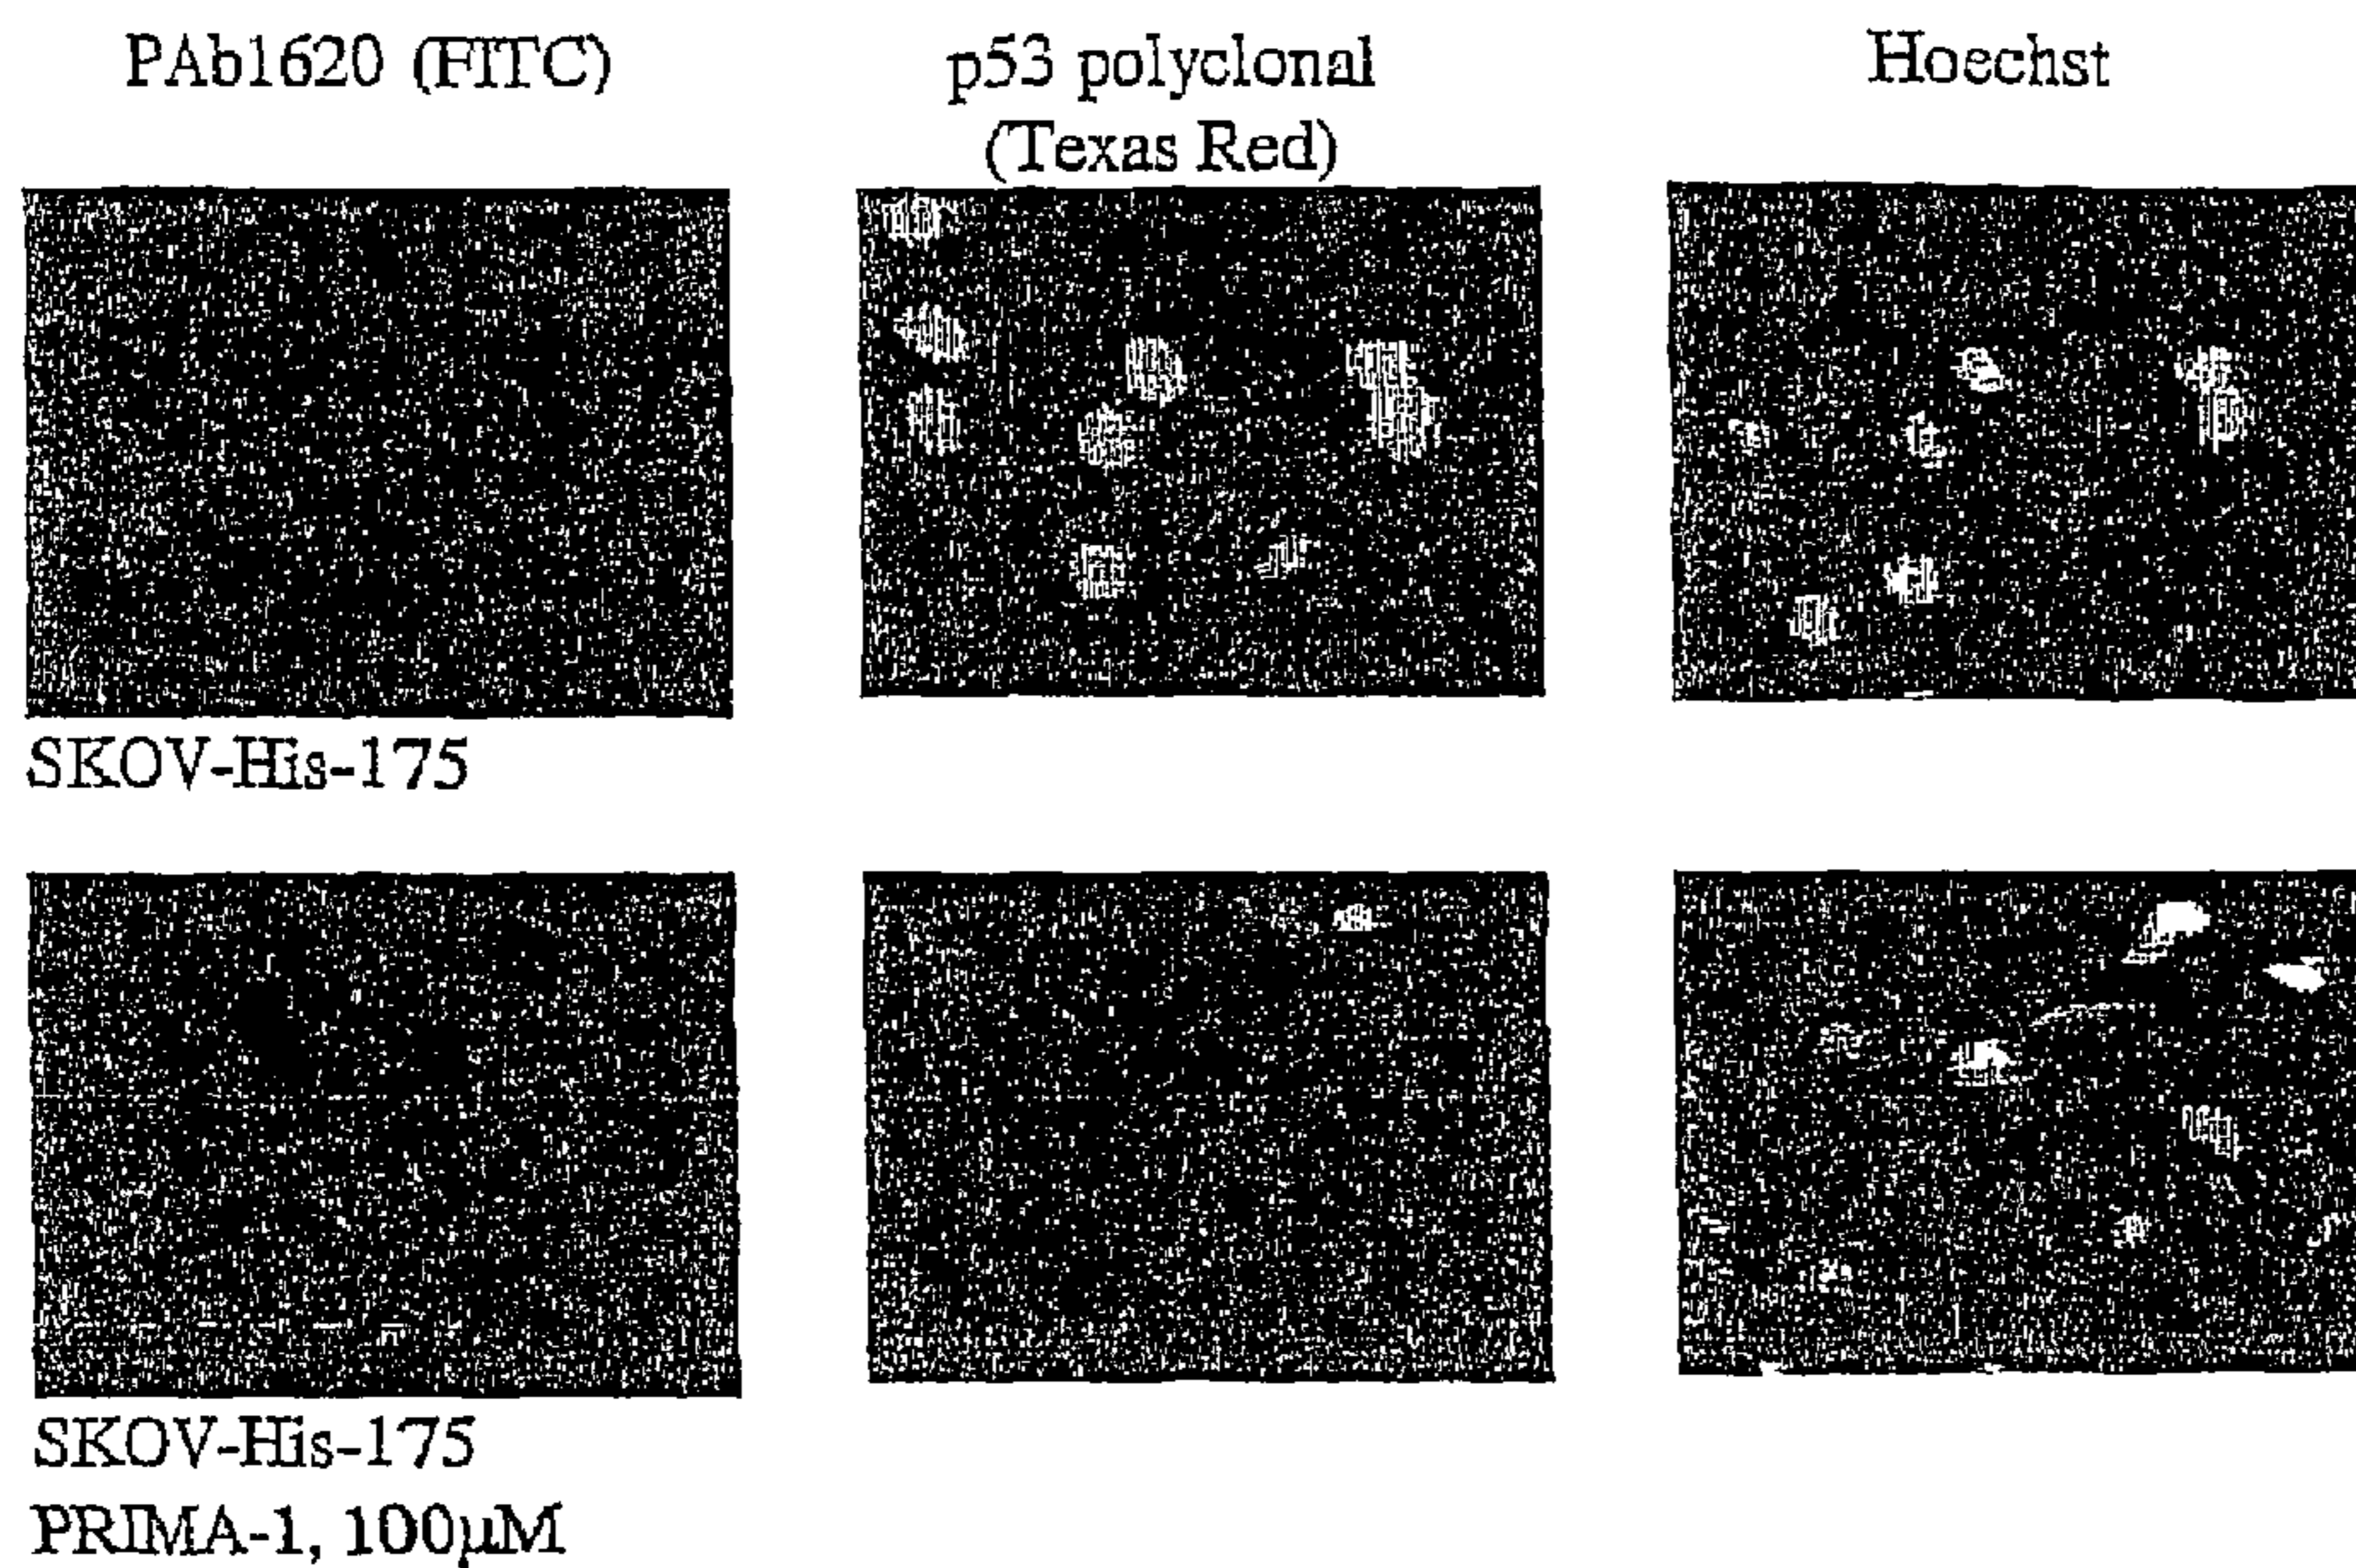 PAb1620 (FITC)
p53 polyclonal
(Texas Red)
Hoechst
SKOV-His-175
SKOV-His-175
PRIMA-1, 100µM